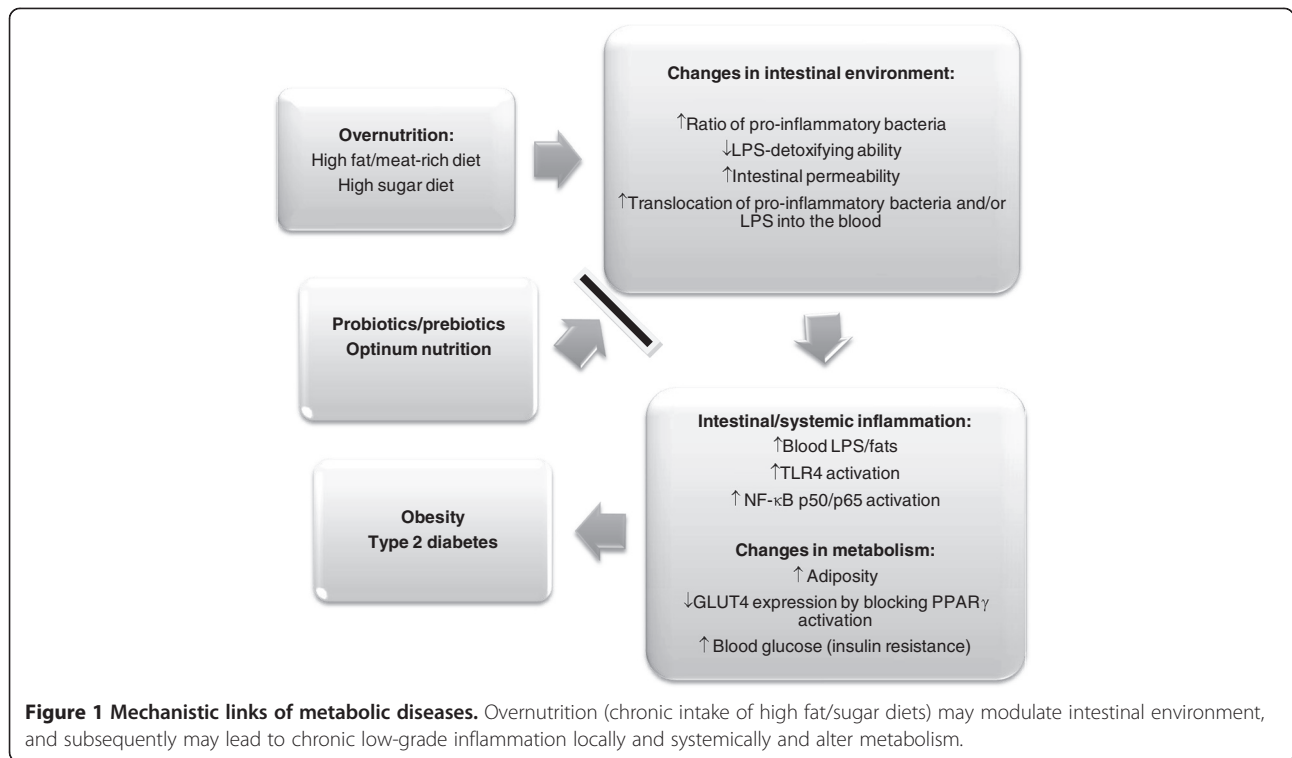 Overnutrition:
High fat/meat-rich diet
High sugar diet
Changes in intestinal environment:
↑Ratio of pro-inflammatory bacteria
↓LPS-detoxifying ability
↑Intestinal permeability
↑Translocation of pro-inflammatory bacteria and/or
LPS into the blood
Probiotics/prebiotics
Optinum nutrition
Intestinal/systemic inflammation:
↑Blood LPS/fats
↑TLR4 activation
↑ NF-κB p50/p65 activation
Changes in metabolism:
↑ Adiposity
↓GLUT4 expression by blocking PPARγ
activation
↑ Blood glucose (insulin resistance)
Obesity
Type 2 diabetes
Figure 1 Mechanistic links of metabolic diseases. Overnutrition (chronic intake of high fat/sugar diets) may modulate intestinal environment,
and subsequently may lead to chronic low-grade inflammation locally and systemically and alter metabolism.